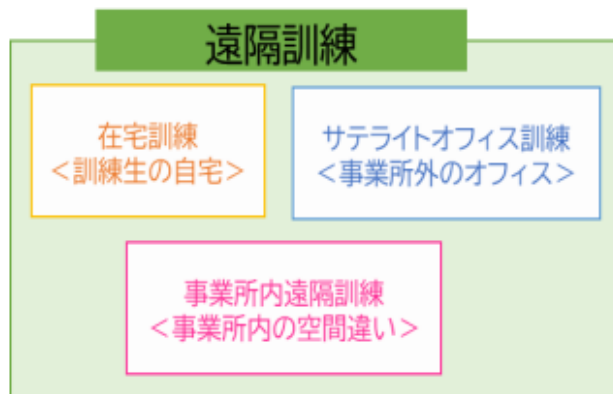 遠隔訓練
在宅訓練
＜訓練生の自宅＞
サテライトオフィス訓練
＜事業所外のオフィス＞
事業所内遠隔訓練
＜事業所内の空間違い＞